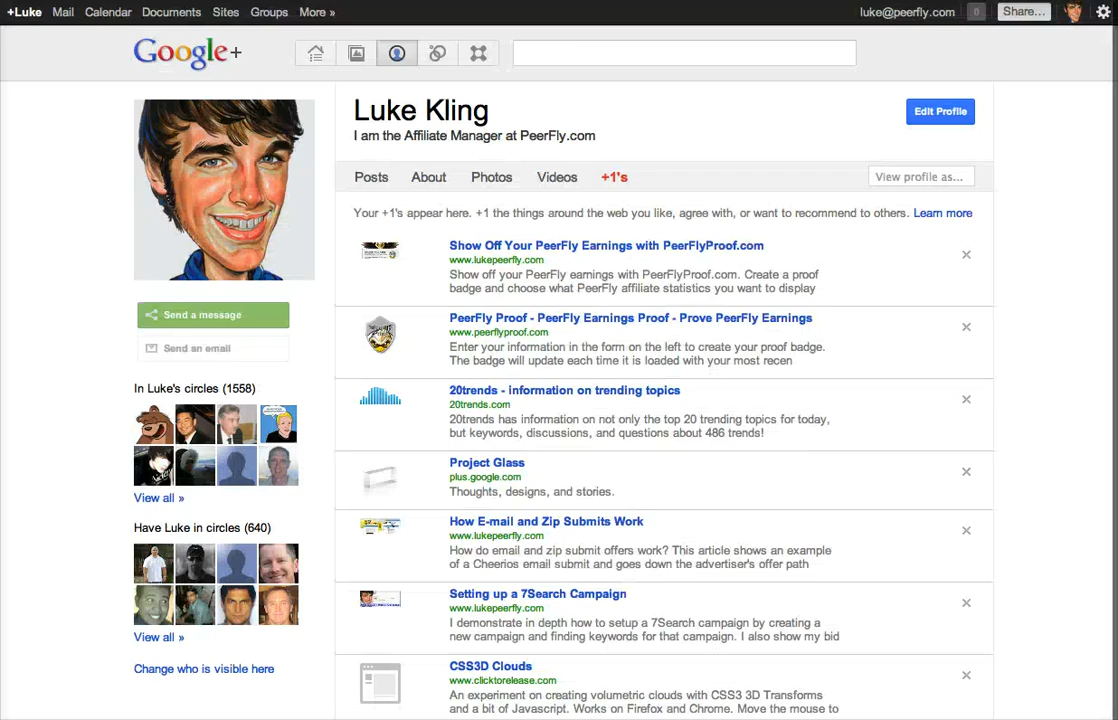 +Luke Mail Calendar Documents Sites Groups More » luke@peerfly.com 0 Share...
Google+
Luke Kling
Edit Profile
I am the Affiliate Manager at PeerFly.com
Posts About Photos Videos +1's View profile as...
Your +1's appear here. +1 the things around the web you like, agree with, or want to recommend to others. Learn more
Show Off Your PeerFly Earnings with PeerFlyProof.com
www.lukepeerfly.com
Show off your PeerFly earnings with PeerFlyProof.com. Create a proof
badge and choose what PeerFly affiliate statistics you want to display
PeerFly Proof - PeerFly Earnings Proof - Prove PeerFly Earnings
www.peerflyproof.com
Enter your information in the form on the left to create your proof badge.
The badge will update each time it is loaded with your most recen
20trends - information on trending topics
20trends.com
20trends has information on not only the top 20 trending topics for today,
but keywords, discussions, and questions about 486 trends!
Project Glass
plus.google.com
Thoughts, designs, and stories.
How E-mail and Zip Submits Work
www.lukepeerfly.com
How do email and zip submit offers work? This article shows an example
of a Cheerios email submit and goes down the advertiser's offer path
Setting up a 7Search Campaign
www.lukepeerfly.com
I demonstrate in depth how to setup a 7Search campaign by creating a
new campaign and finding keywords for that campaign. I also show my bid
CSS3D Clouds
www.clicktorelease.com
An experiment on creating volumetric clouds with CSS3 3D Transforms
and a bit of Javascript. Works on Firefox and Chrome. Move the mouse to
Send a message
Send an email
In Luke's circles (1558)
View all »
Have Luke in circles (640)
View all »
Change who is visible here